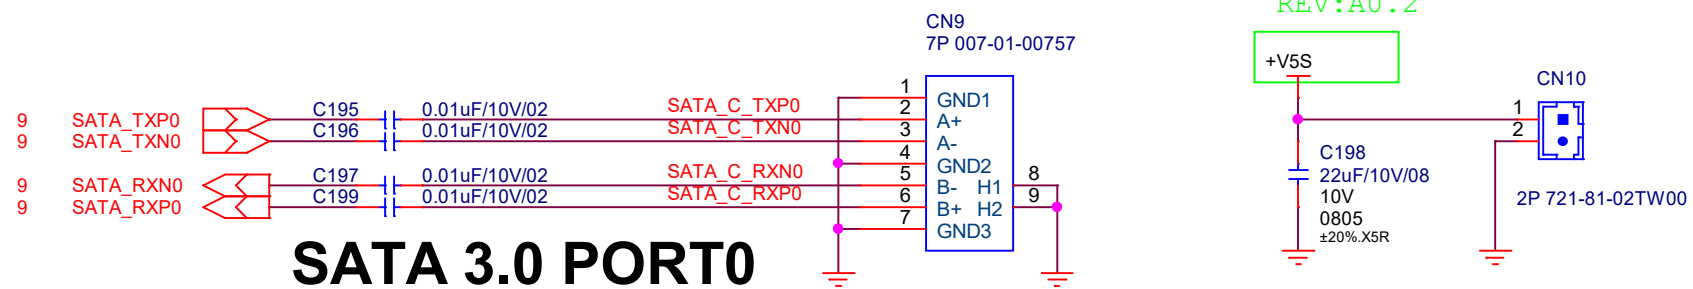 REV:A0.2
CN9
7P 007-01-00757
+V5S
CN10
1
GND1
9 SATA_TXP0 C195 0.01uF/10V/02 SATA_C_TXP0 2 A+
9 SATA_TXN0 C196 0.01uF/10V/02 SATA_C_TXN0 3 A-
4 GND2
9 SATA_RXN0 C197 0.01uF/10V/02 SATA_C_RXN0 5 B- H1 8
9 SATA_RXP0 C199 0.01uF/10V/02 SATA_C_RXP0 6 B+ H2 9
7 GND3
1
2
C198
22uF/10V/08
10V
0805
±20%.X5R
2P 721-81-02TW00
SATA 3.0 PORT0